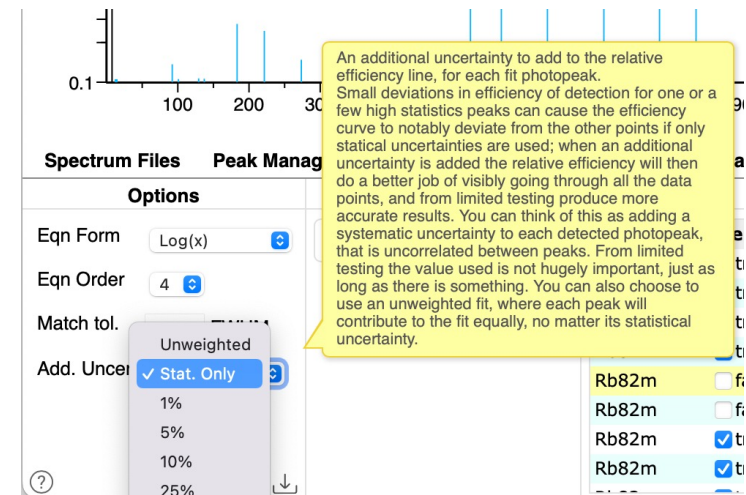 An additional uncertainty to add to the relative
efficiency line, for each fit photopeak.
Small deviations in efficiency of detection for one or a
few high statistics peaks can cause the efficiency
curve to notably deviate from the other points if only
statical uncertainties are used; when an additional
uncertainty is added the relative efficiency will then
do a better job of visibly going through all the data
points, and from limited testing produce more
accurate results. You can think of this as adding a
systematic uncertainty to each detected photopeak,
that is uncorrelated between peaks. From limited
testing the value used is not hugely important, just as
long as there is something. You can also choose to
use an unweighted fit, where each peak will
contribute to the fit equally, no matter its statistical
uncertainty.
0.1
100 200 30
Spectrum Files Peak Manag
Options
Eqn Form Log(x)
Eqn Order 4
Match tol.
Add. Uncer
Unweighted
✓ Stat. Only
1%
5%
10%
25%
?
Rb82m fa
Rb82m fa
Rb82m tr
Rb82m tr